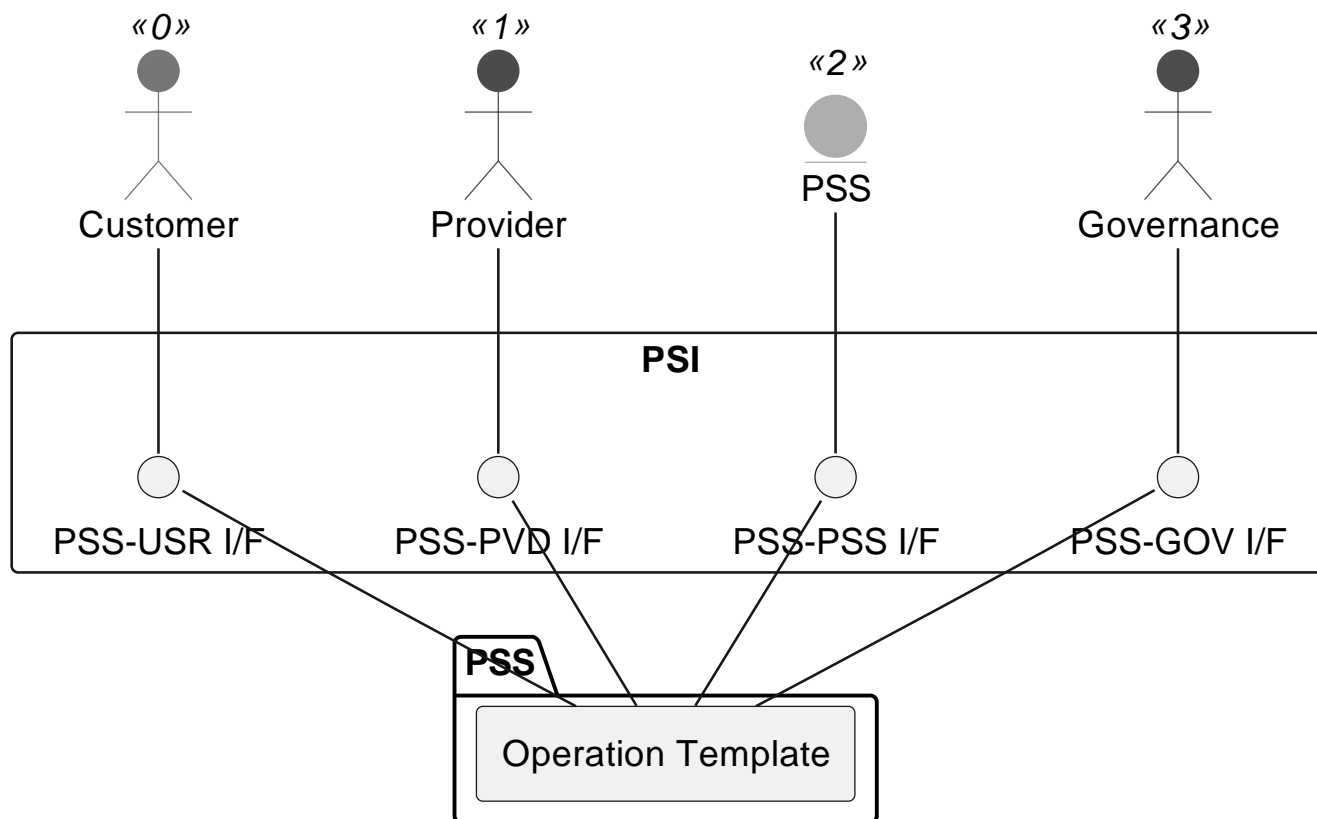 «0»
«1»
«2»
«3»
Customer
Provider
PSS
Governance
PSI
PSS-USR I/F
PSS-PVD I/F
PSS-PSS I/F
PSS-GOV I/F
PSS
Operation Template